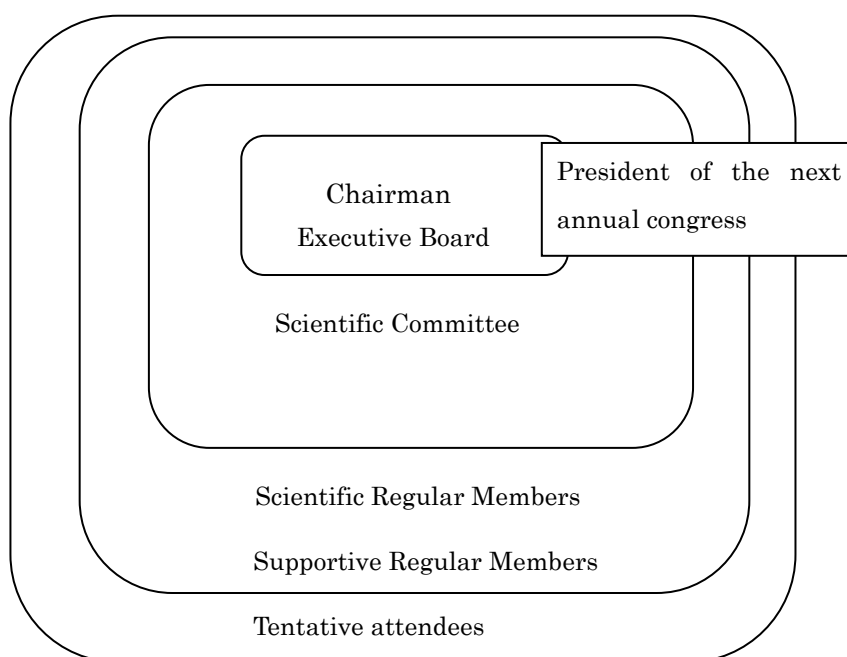 Chairman
Executive Board
President of the next
annual congress
Scientific Committee
Scientific Regular Members
Supportive Regular Members
Tentative attendees